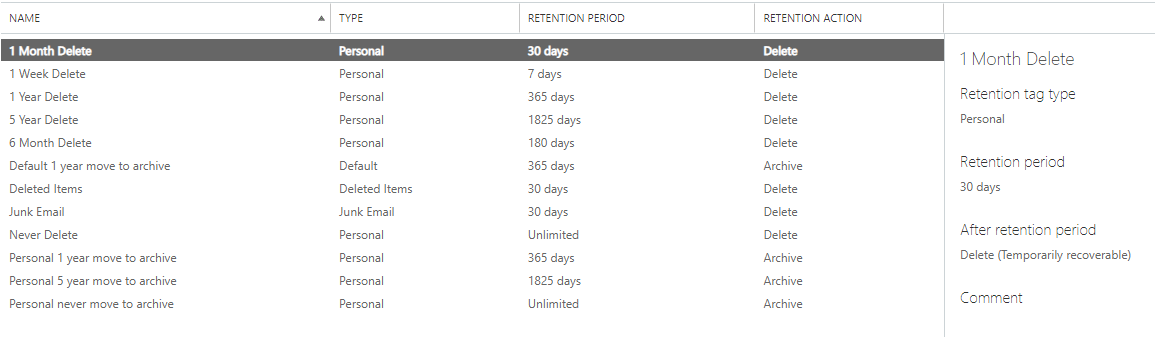 NAME TYPE RETENTION PERIOD RETENTION ACTION
1 Month Delete Personal 30 days Delete
1 Week Delete Personal 7 days Delete
1 Year Delete Personal 365 days Delete
5 Year Delete Personal 1825 days Delete
6 Month Delete Personal 180 days Delete
Default 1 year move to archive Default 365 days Archive
Deleted Items Deleted Items 30 days Delete
Junk Email Junk Email 30 days Delete
Never Delete Personal Unlimited Delete
Personal 1 year move to archive Personal 365 days Archive
Personal 5 year move to archive Personal 1825 days Archive
Personal never move to archive Personal Unlimited Archive
1 Month Delete
Retention tag type
Personal
Retention period
30 days
After retention period
Delete (Temporarily recoverable)
Comment